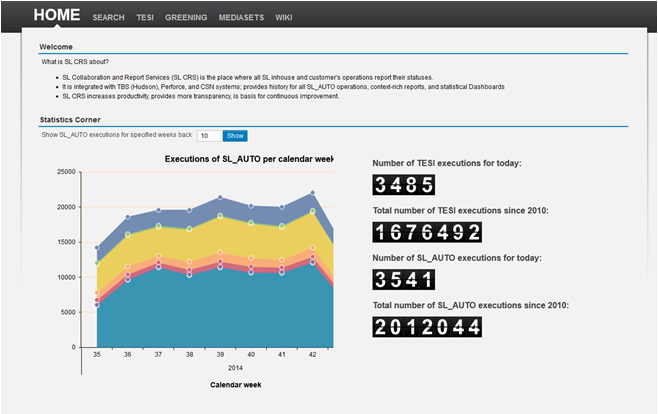 HOME SEARCH TESI GREENING MEDIASETS WIKI
Welcome
What is SL CRS about?
• SL Collaboration and Report Services (SL CRS) is the place where all SL inhouse and customer's operations report their statuses.
• It is integrated with TBS (Hudson), Perforce, and CSN systems; provides history for all SL_AUTO operations, context-rich reports, and statistical Dashboards
• SL CRS increases productivity, provides more transparency, is basis for continuous improvement.
Statistics Corner
Show SL_AUTO executions for specified weeks back 10 Show
Executions of SL_AUTO per calendar week
25000
20000
15000
10000
5000
0
35 36 37 38 39 40 41 42
2014
Calendar week
Number of TESI executions for today:
3485
Total number of TESI executions since 2010:
1676492
Number of SL_AUTO executions for today:
3541
Total number of SL_AUTO executions since 2010:
2012044